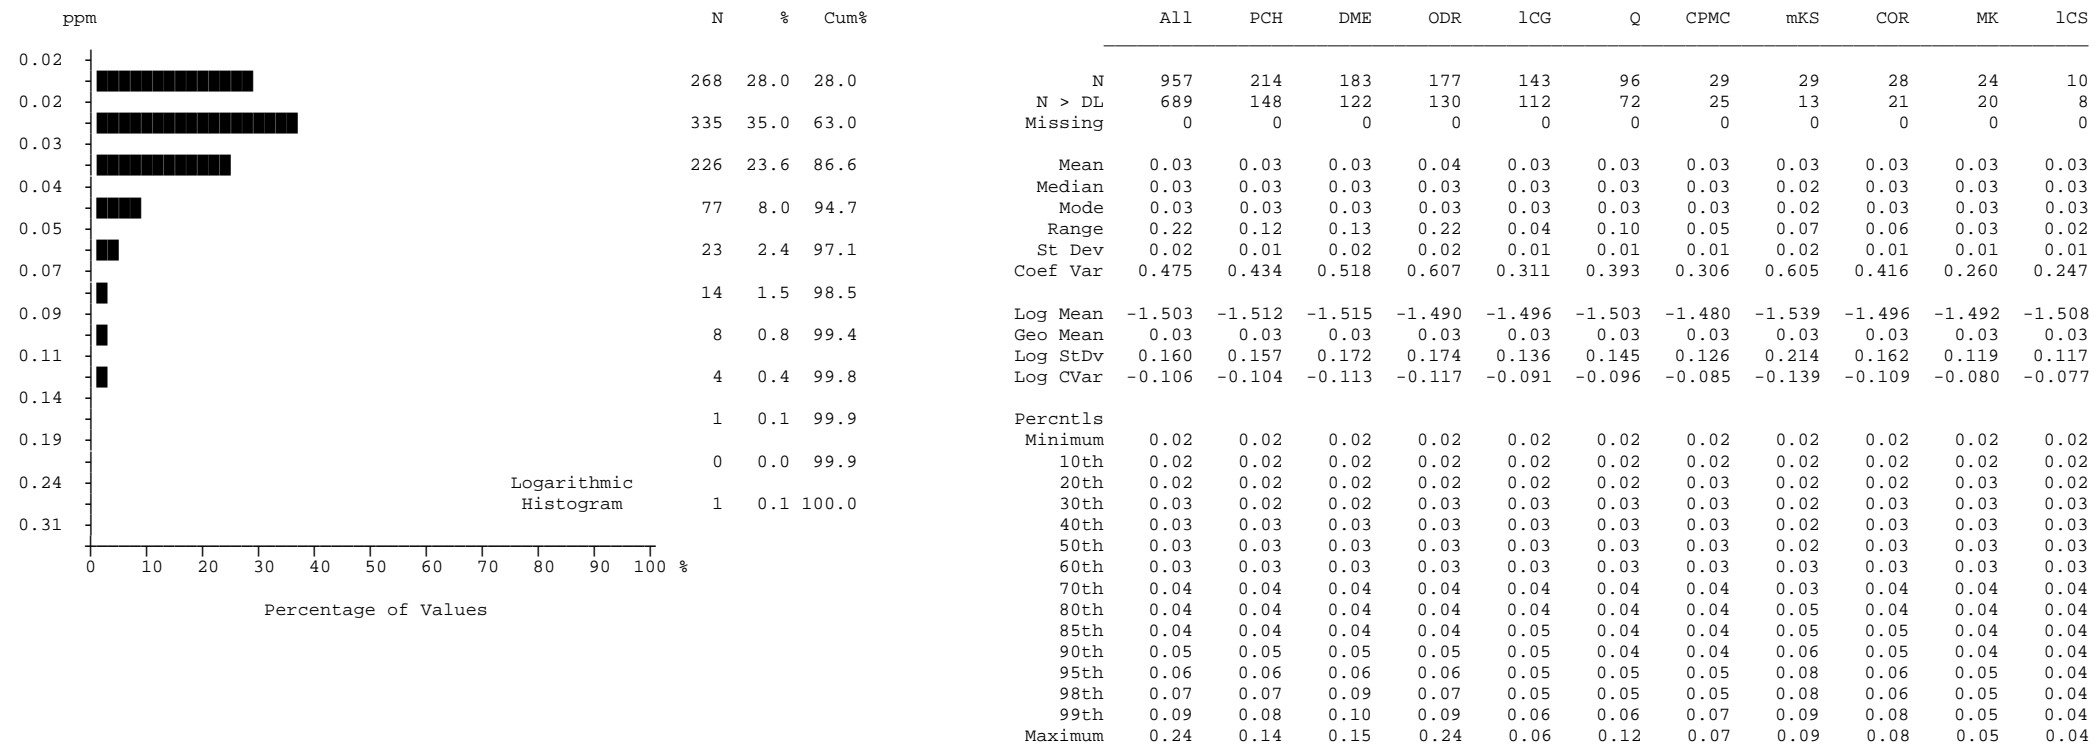 ppm N % Cum% All PCH DME ODR lCG Q CPMC mKS COR MK lCS
0.02
268 28.0 28.0 N 957 214 183 177 143 96 29 29 28 24 10
0.02 N > DL 689 148 122 130 112 72 25 13 21 20 8
335 35.0 63.0 Missing 0 0 0 0 0 0 0 0 0 0 0
0.03
226 23.6 86.6 Mean 0.03 0.03 0.03 0.04 0.03 0.03 0.03 0.03 0.03 0.03 0.03
0.04 Median 0.03 0.03 0.03 0.03 0.03 0.03 0.03 0.02 0.03 0.03 0.03
77 8.0 94.7 Mode 0.03 0.03 0.03 0.03 0.03 0.03 0.03 0.02 0.03 0.03 0.03
0.05 Range 0.22 0.12 0.13 0.22 0.04 0.10 0.05 0.07 0.06 0.03 0.02
23 2.4 97.1 St Dev 0.02 0.01 0.02 0.02 0.01 0.01 0.01 0.02 0.01 0.01 0.01
0.07 Coef Var 0.475 0.434 0.518 0.607 0.311 0.393 0.306 0.605 0.416 0.260 0.247
14 1.5 98.5
0.09 Log Mean -1.503 -1.512 -1.515 -1.490 -1.496 -1.503 -1.480 -1.539 -1.496 -1.492 -1.508
8 0.8 99.4 Geo Mean 0.03 0.03 0.03 0.03 0.03 0.03 0.03 0.03 0.03 0.03 0.03
0.11 Log StDv 0.160 0.157 0.172 0.174 0.136 0.145 0.126 0.214 0.162 0.119 0.117
4 0.4 99.8 Log CVar -0.106 -0.104 -0.113 -0.117 -0.091 -0.096 -0.085 -0.139 -0.109 -0.080 -0.077
0.14
1 0.1 99.9 Percntls
0.19 Minimum 0.02 0.02 0.02 0.02 0.02 0.02 0.02 0.02 0.02 0.02 0.02
0 0.0 99.9 10th 0.02 0.02 0.02 0.02 0.02 0.02 0.02 0.02 0.02 0.02 0.02
0.24 Logarithmic 20th 0.02 0.02 0.02 0.02 0.02 0.02 0.03 0.02 0.02 0.03 0.02
Histogram 1 0.1 100.0 30th 0.03 0.02 0.02 0.03 0.03 0.03 0.03 0.02 0.03 0.03 0.03
0.31 40th 0.03 0.03 0.03 0.03 0.03 0.03 0.03 0.02 0.03 0.03 0.03
50th 0.03 0.03 0.03 0.03 0.03 0.03 0.03 0.02 0.03 0.03 0.03
0 10 20 30 40 50 60 70 80 90 100 % 60th 0.03 0.03 0.03 0.03 0.03 0.03 0.03 0.03 0.03 0.03 0.03
70th 0.04 0.04 0.04 0.04 0.04 0.04 0.04 0.03 0.04 0.04 0.04
Percentage of Values 80th 0.04 0.04 0.04 0.04 0.04 0.04 0.04 0.05 0.04 0.04 0.04
85th 0.04 0.04 0.04 0.04 0.05 0.04 0.04 0.05 0.05 0.04 0.04
90th 0.05 0.05 0.05 0.05 0.05 0.04 0.04 0.06 0.05 0.04 0.04
95th 0.06 0.06 0.06 0.06 0.05 0.05 0.05 0.08 0.06 0.05 0.04
98th 0.07 0.07 0.09 0.07 0.05 0.05 0.05 0.08 0.06 0.05 0.04
99th 0.09 0.08 0.10 0.09 0.06 0.06 0.07 0.09 0.08 0.05 0.04
Maximum 0.24 0.14 0.15 0.24 0.06 0.12 0.07 0.09 0.08 0.05 0.04